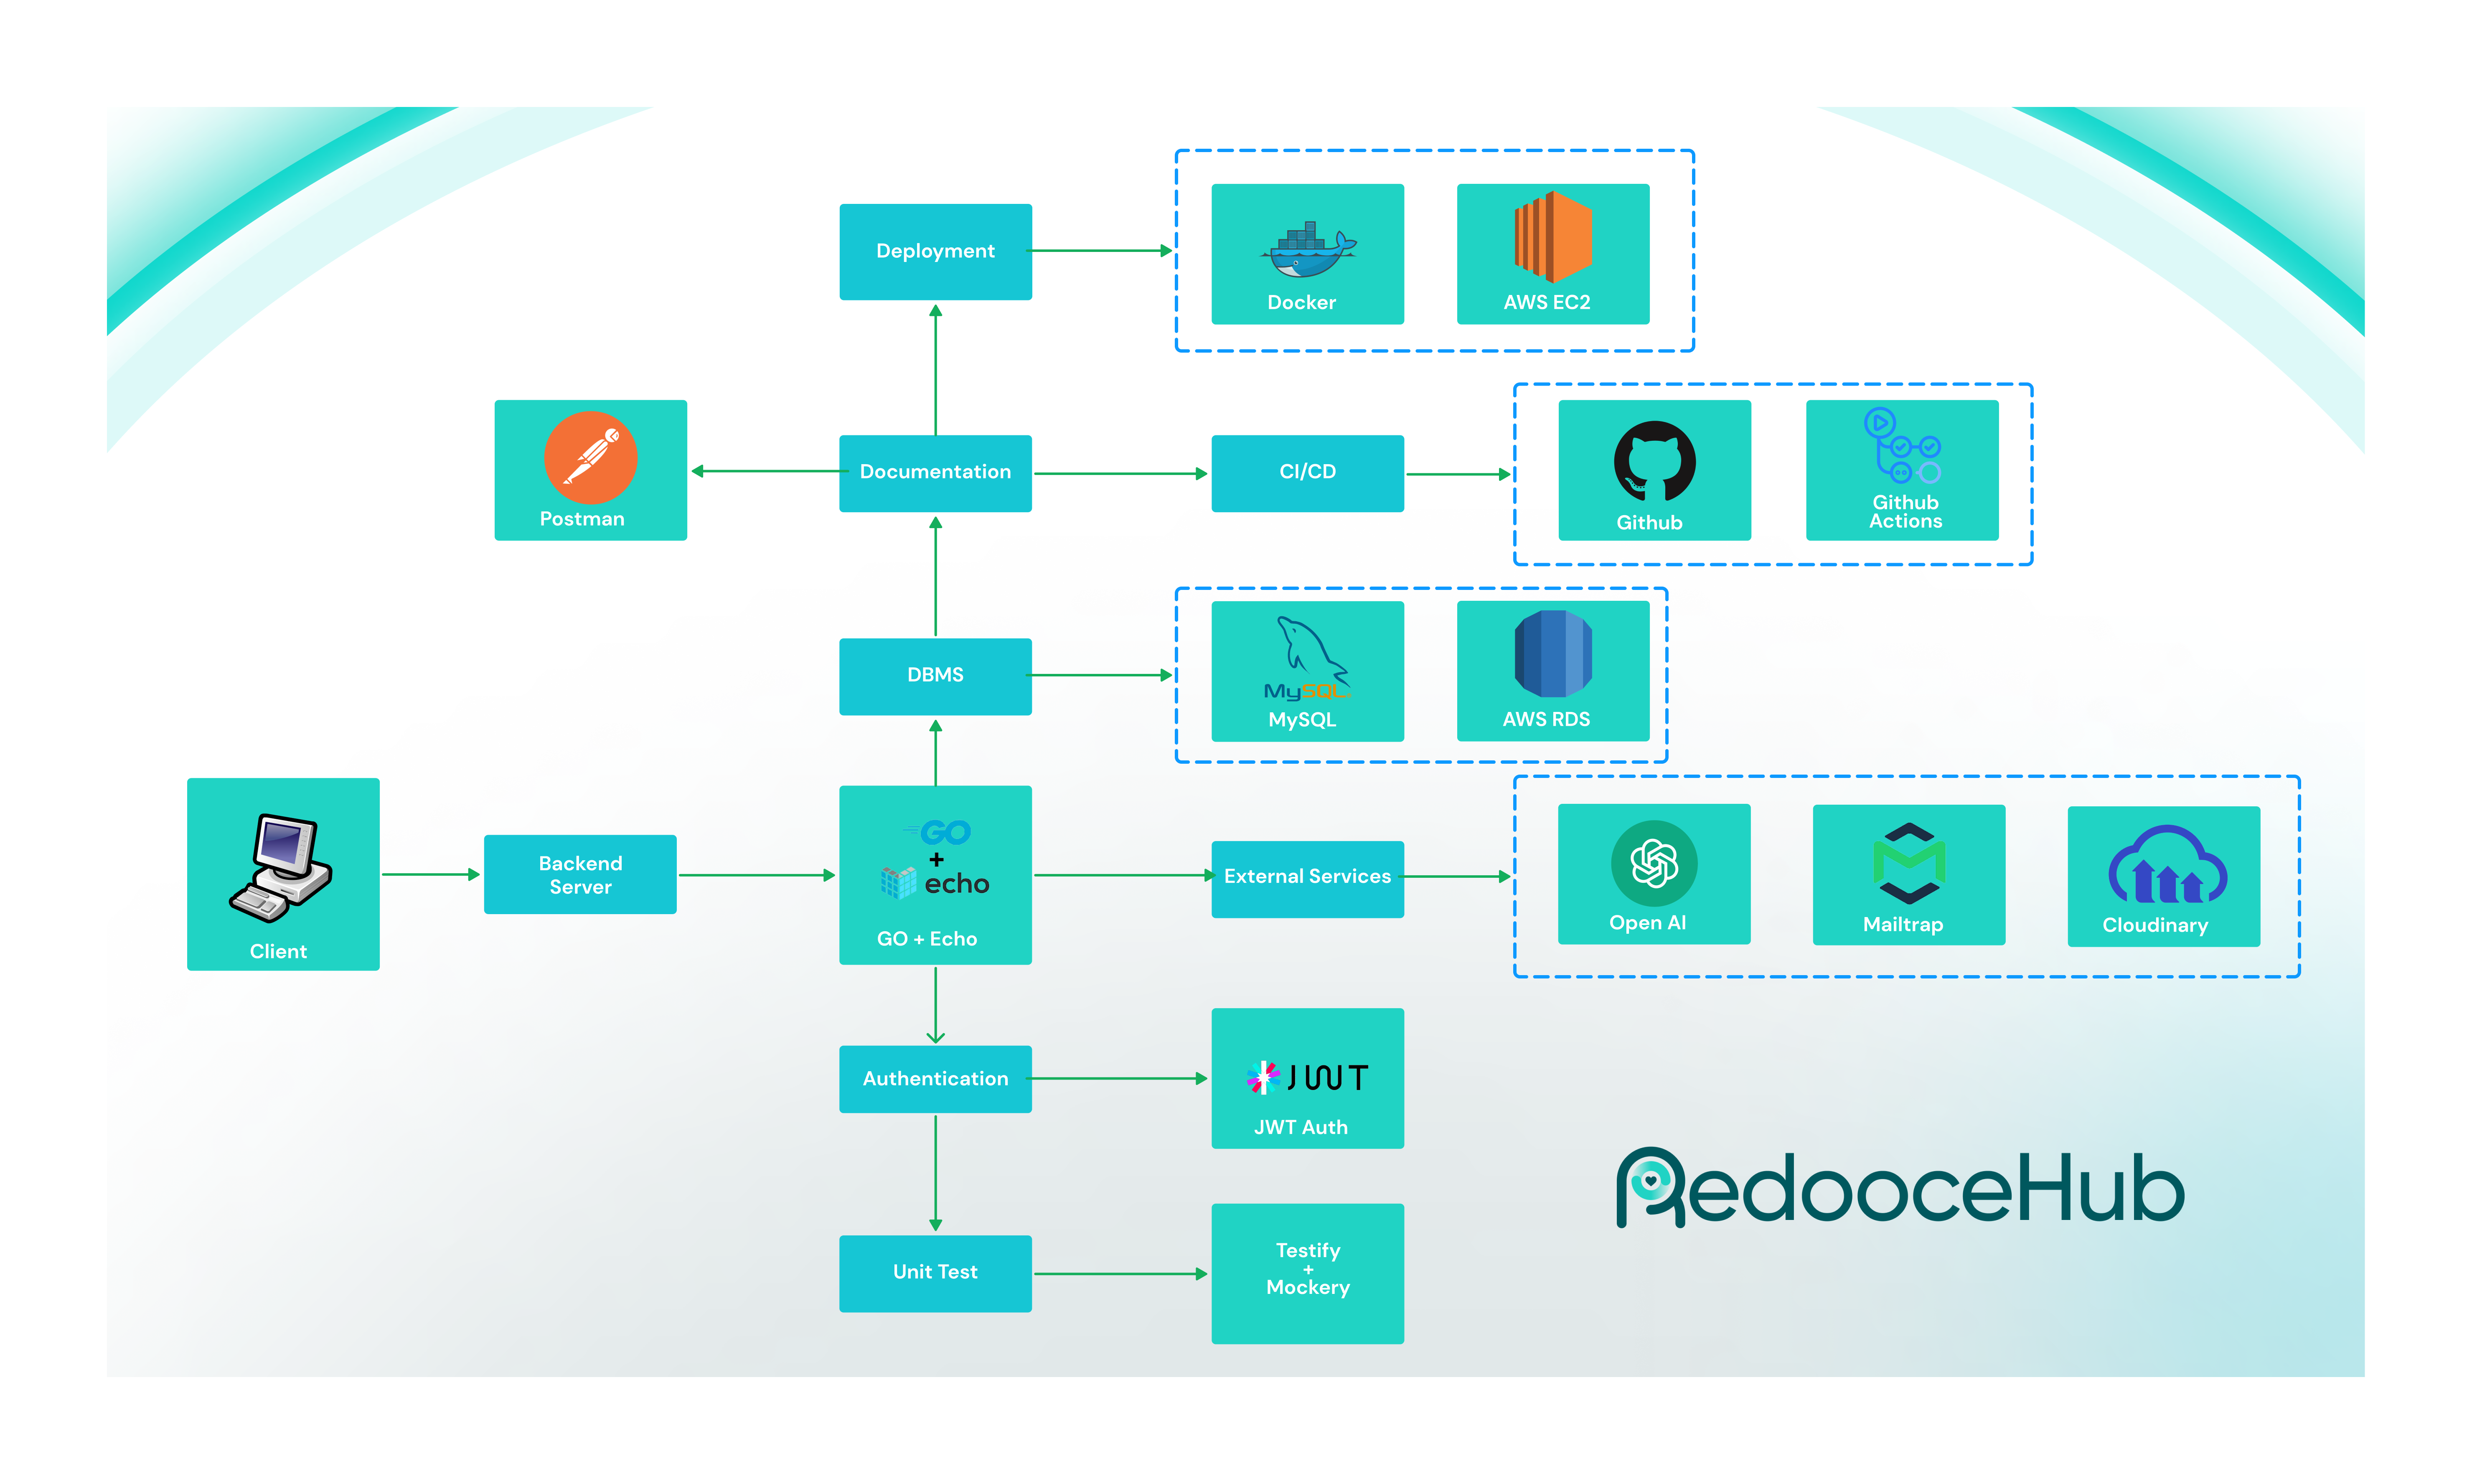 Deployment
Docker
AWS EC2
Postman
Documentation
CI/CD
Github
Github
Actions
DBMS
MySQL
MySQL
AWS RDS
Client
Backend
Server
GO
+
echo
GO + Echo
External Services
Open AI
Mailtrap
Cloudinary
Authentication
JWT
JWT Auth
RedooceHub
Unit Test
Testify
+
Mockery